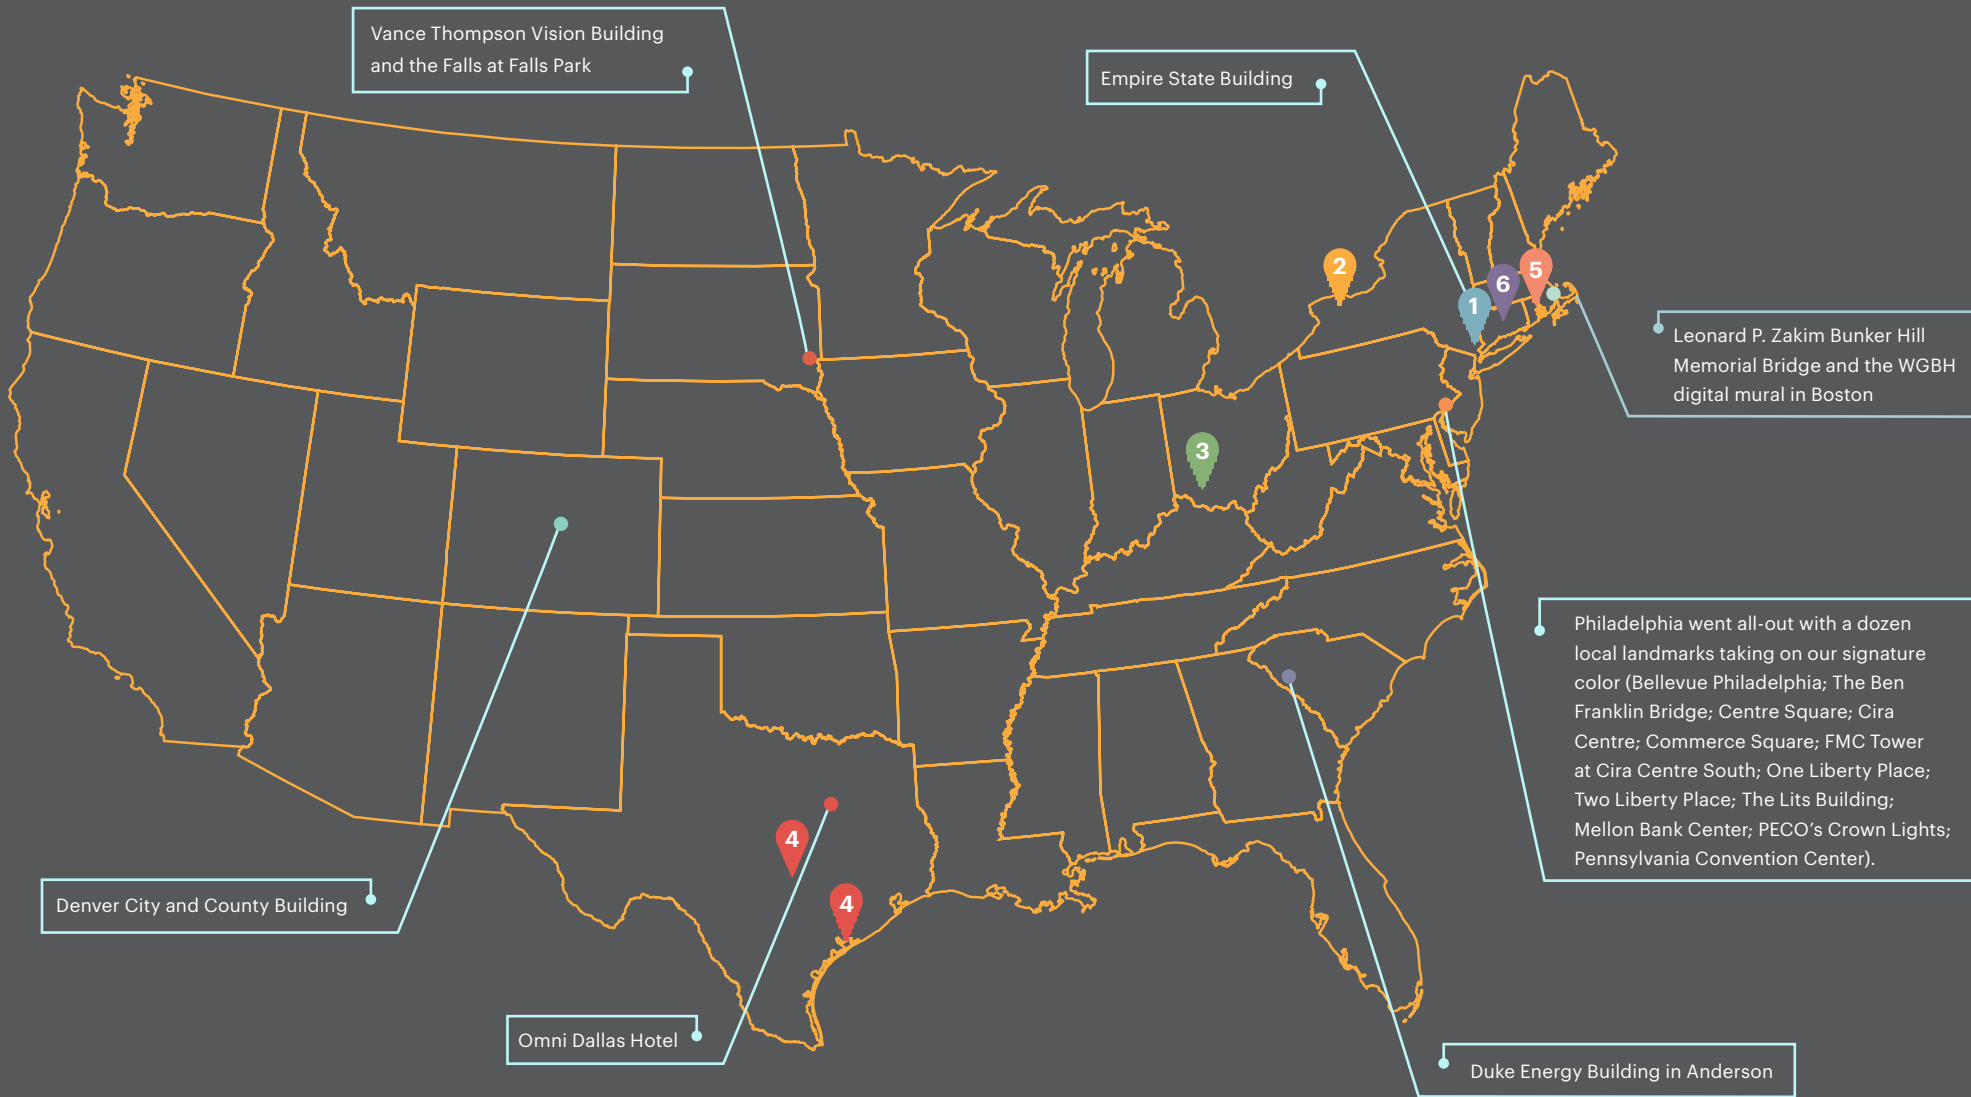 Vance Thompson Vision Building
and the Falls at Falls Park
Empire State Building
2
5
6
1
Leonard P. Zakim Bunker Hill
Memorial Bridge and the WGBH
digital mural in Boston
3
Philadelphia went all-out with a dozen
local landmarks taking on our signature
color (Bellevue Philadelphia; The Ben
Franklin Bridge; Centre Square; Cira
Centre; Commerce Square; FMC Tower
at Cira Centre South; One Liberty Place;
Two Liberty Place; The Lits Building;
Mellon Bank Center; PECO’s Crown Lights;
Pennsylvania Convention Center).
4
4
Denver City and County Building
Omni Dallas Hotel
Duke Energy Building in Anderson